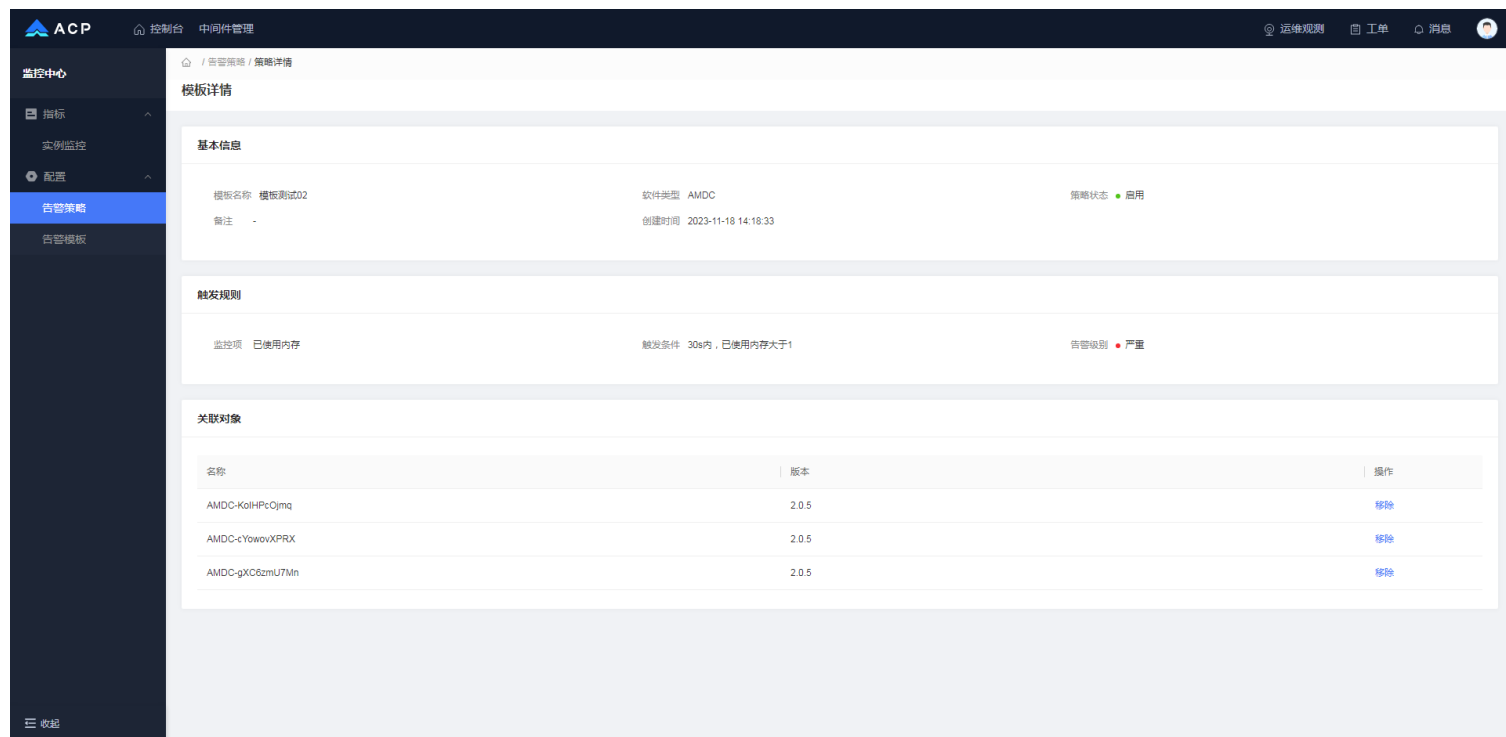 ACP 控制台 中间件管理 运维观测 工单 消息
监控中心
指标
实例监控
配置
告警策略
告警模板
收起
/ 告警策略 / 策略详情
模板详情
基本信息
模板名称 模板测试02 软件类型 AMDC 策略状态 启用
备注 - 创建时间 2023-11-18 14:18:33
触发规则
监控项 已使用内存 触发条件 30s内，已使用内存大于1 告警级别 严重
关联对象
名称 版本 操作
AMDC-KoIHPcOjmq 2.0.5 移除
AMDC-cYowovXPRX 2.0.5 移除
AMDC-gXC6zmU7Mn 2.0.5 移除